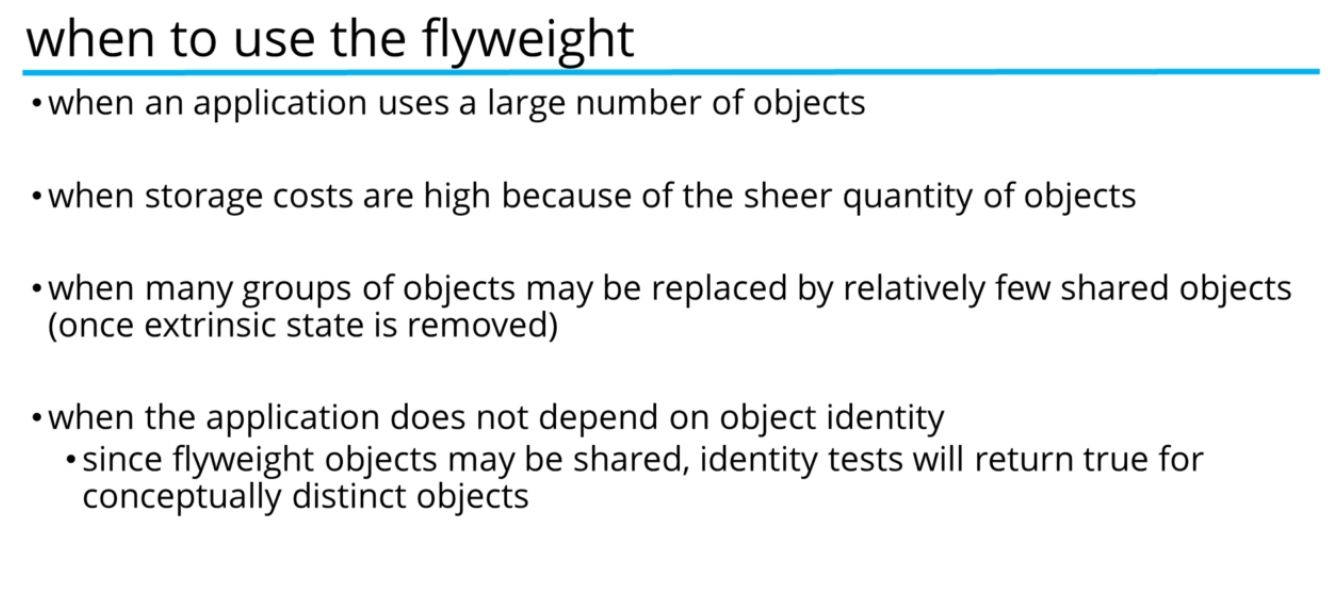 when to use the flyweight
•when an application uses a large number of objects
•when storage costs are high because of the sheer quantity of objects
•when many groups of objects may be replaced by relatively few shared objects
(once extrinsic state is removed)
•when the application does not depend on object identity
•since flyweight objects may be shared, identity tests will return true for
conceptually distinct objects